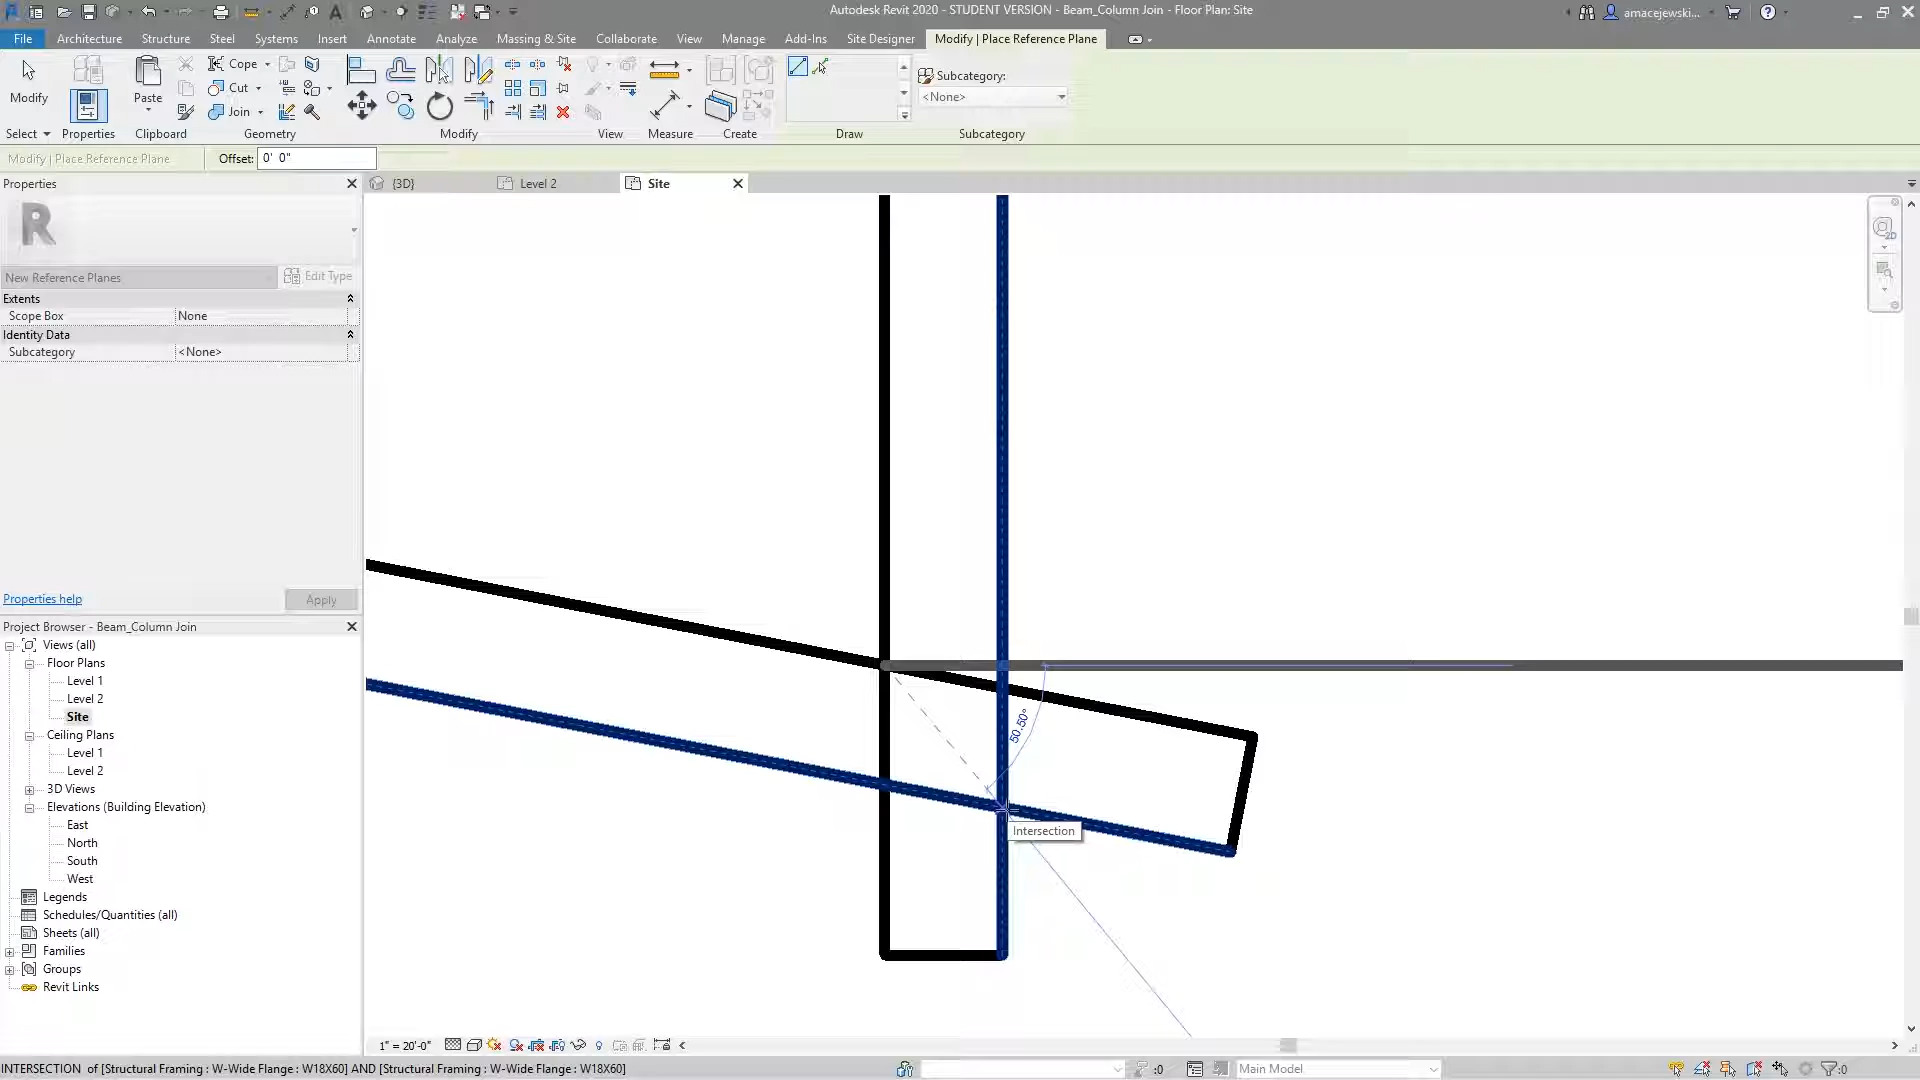 Autodesk Revit 2020 - STUDENT VERSION - Beam_Column Join - Floor Plan: Site
amacejewski...
File Architecture Structure Steel Systems Insert Annotate Analyze Massing & Site Collaborate View Manage Add-Ins Site Designer Modify | Place Reference Plane
Cope
Subcategory:
Cut
Modify Paste <None>
Join
Select Properties Clipboard Geometry Modify View Measure Create Draw Subcategory
Modify | Place Reference Plane Offset: 0' 0"
Properties {3D} Level 2 Site
R
2D
New Reference Planes Edit Type
Extents
Scope Box None
Identity Data
Subcategory <None>
Properties help Apply
Project Browser - Beam_Column Join
Views (all)
Floor Plans
Level 1
Level 2
Site
Ceiling Plans
Level 1
Level 2
3D Views
Elevations (Building Elevation)
East
North
South
West
Legends
Schedules/Quantities (all)
Sheets (all)
Families
Groups
Revit Links
50.50°
Intersection
1" = 20'-0"
INTERSECTION of [Structural Framing : W-Wide Flange : W18X60] AND [Structural Framing : W-Wide Flange : W18X60]
:0 Main Model :0